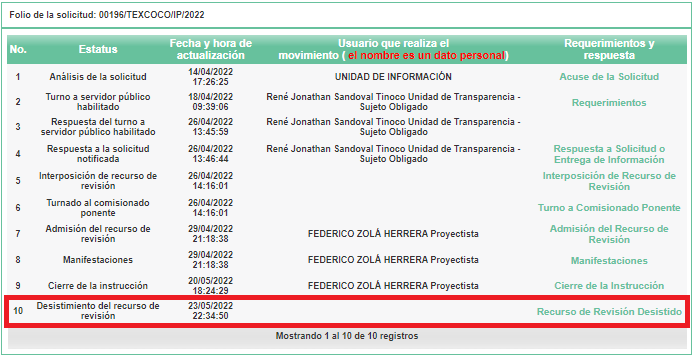 Folio de la solicitud: 00196/TEXCOCO/IP/2022
No. Estatus Fecha y hora de actualización Usuario que realiza el movimiento ( el nombre es un dato personal) Requerimientos y respuesta
1 Análisis de la solicitud 14/04/2022 17:26:25 UNIDAD DE INFORMACIÓN Acuse de la Solicitud
2 Turno a servidor público habilitado 18/04/2022 09:39:06 René Jonathan Sandoval Tinoco Unidad de Transparencia - Sujeto Obligado Requerimientos
3 Respuesta del turno a servidor público habilitado 26/04/2022 13:45:59 René Jonathan Sandoval Tinoco Unidad de Transparencia - Sujeto Obligado
4 Respuesta a la solicitud notificada 26/04/2022 13:46:44 René Jonathan Sandoval Tinoco Unidad de Transparencia - Sujeto Obligado Respuesta a Solicitud o Entrega de Información
5 Interposición de recurso de revisión 26/04/2022 14:16:01 Interposición de Recurso de Revisión
6 Turnado al comisionado ponente 26/04/2022 14:16:01 Turno a Comisionado Ponente
7 Admisión del recurso de revisión 29/04/2022 21:18:38 FEDERICO ZOLÁ HERRERA Proyectista Admisión del Recurso de Revisión
8 Manifestaciones 29/04/2022 21:18:38 FEDERICO ZOLÁ HERRERA Proyectista Manifestaciones
9 Cierre de la instrucción 20/05/2022 18:24:29 FEDERICO ZOLÁ HERRERA Proyectista Cierre de la Instrucción
10 Desistimiento del recurso de revisión 23/05/2022 22:34:50 Recurso de Revisión Desistido
Mostrando 1 al 10 de 10 registros